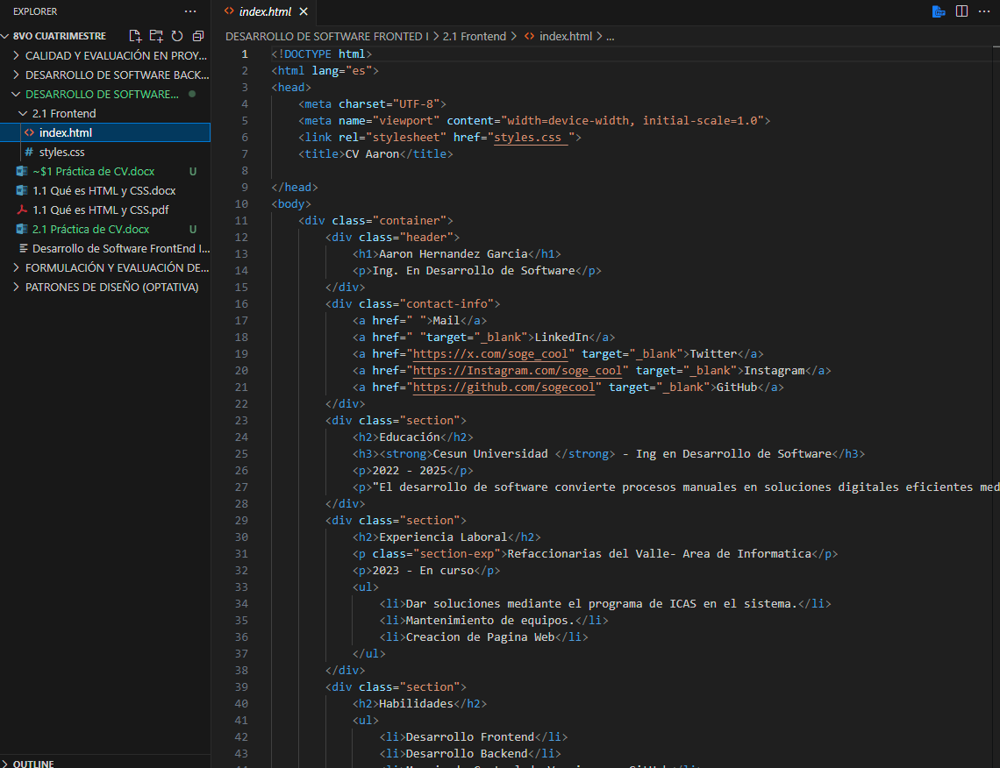 EXPLORER
8VO CUATRIMESTRE
CALIDAD Y EVALUACIÓN EN PROY...
DESARROLLO DE SOFTWARE BACK...
DESARROLLO DE SOFTWARE...
2.1 Frontend
<> index.html
# styles.css
~$1 Práctica de CV.docx U
1.1 Qué es HTML y CSS.docx
1.1 Qué es HTML y CSS.pdf
2.1 Práctica de CV.docx U
Desarrollo de Software FrontEnd I...
FORMULACIÓN Y EVALUACIÓN DE...
PATRONES DE DISEÑO (OPTATIVA)
OUTLINE
<> index.html
DESARROLLO DE SOFTWARE FRONTED I > 2.1 Frontend > <> index.html > ...
1 <!DOCTYPE html>
2 <html lang="es">
3 <head>
4 <meta charset="UTF-8">
5 <meta name="viewport" content="width=device-width, initial-scale=1.0">
6 <link rel="stylesheet" href="styles.css ">
7 <title>CV Aaron</title>
8
9 </head>
10 <body>
11 <div class="container">
12 <div class="header">
13 <h1>Aaron Hernandez Garcia</h1>
14 <p>Ing. En Desarrollo de Software</p>
15 </div>
16 <div class="contact-info">
17 <a href=" ">Mail</a>
18 <a href=" "target="_blank">LinkedIn</a>
19 <a href="https://x.com/soge_cool" target="_blank">Twitter</a>
20 <a href="https://Instagram.com/soge_cool" target="_blank">Instagram</a>
21 <a href="https://github.com/sogecool" target="_blank">GitHub</a>
22 </div>
23 <div class="section">
24 <h2>Educación</h2>
25 <h3><strong>Cesun Universidad </strong> - Ing en Desarrollo de Software</h3>
26 <p>2022 - 2025</p>
27 <p>"El desarrollo de software convierte procesos manuales en soluciones digitales eficientes med
28 </div>
29 <div class="section">
30 <h2>Experiencia Laboral</h2>
31 <p class="section-exp">Refaccionarias del Valle- Area de Informatica</p>
32 <p>2023 - En curso</p>
33 <ul>
34 <li>Dar soluciones mediante el programa de ICAS en el sistema.</li>
35 <li>Mantenimiento de equipos.</li>
36 <li>Creacion de Pagina Web</li>
37 </ul>
38 </div>
39 <div class="section">
40 <h2>Habilidades</h2>
41 <ul>
42 <li>Desarrollo Frontend</li>
43 <li>Desarrollo Backend</li>